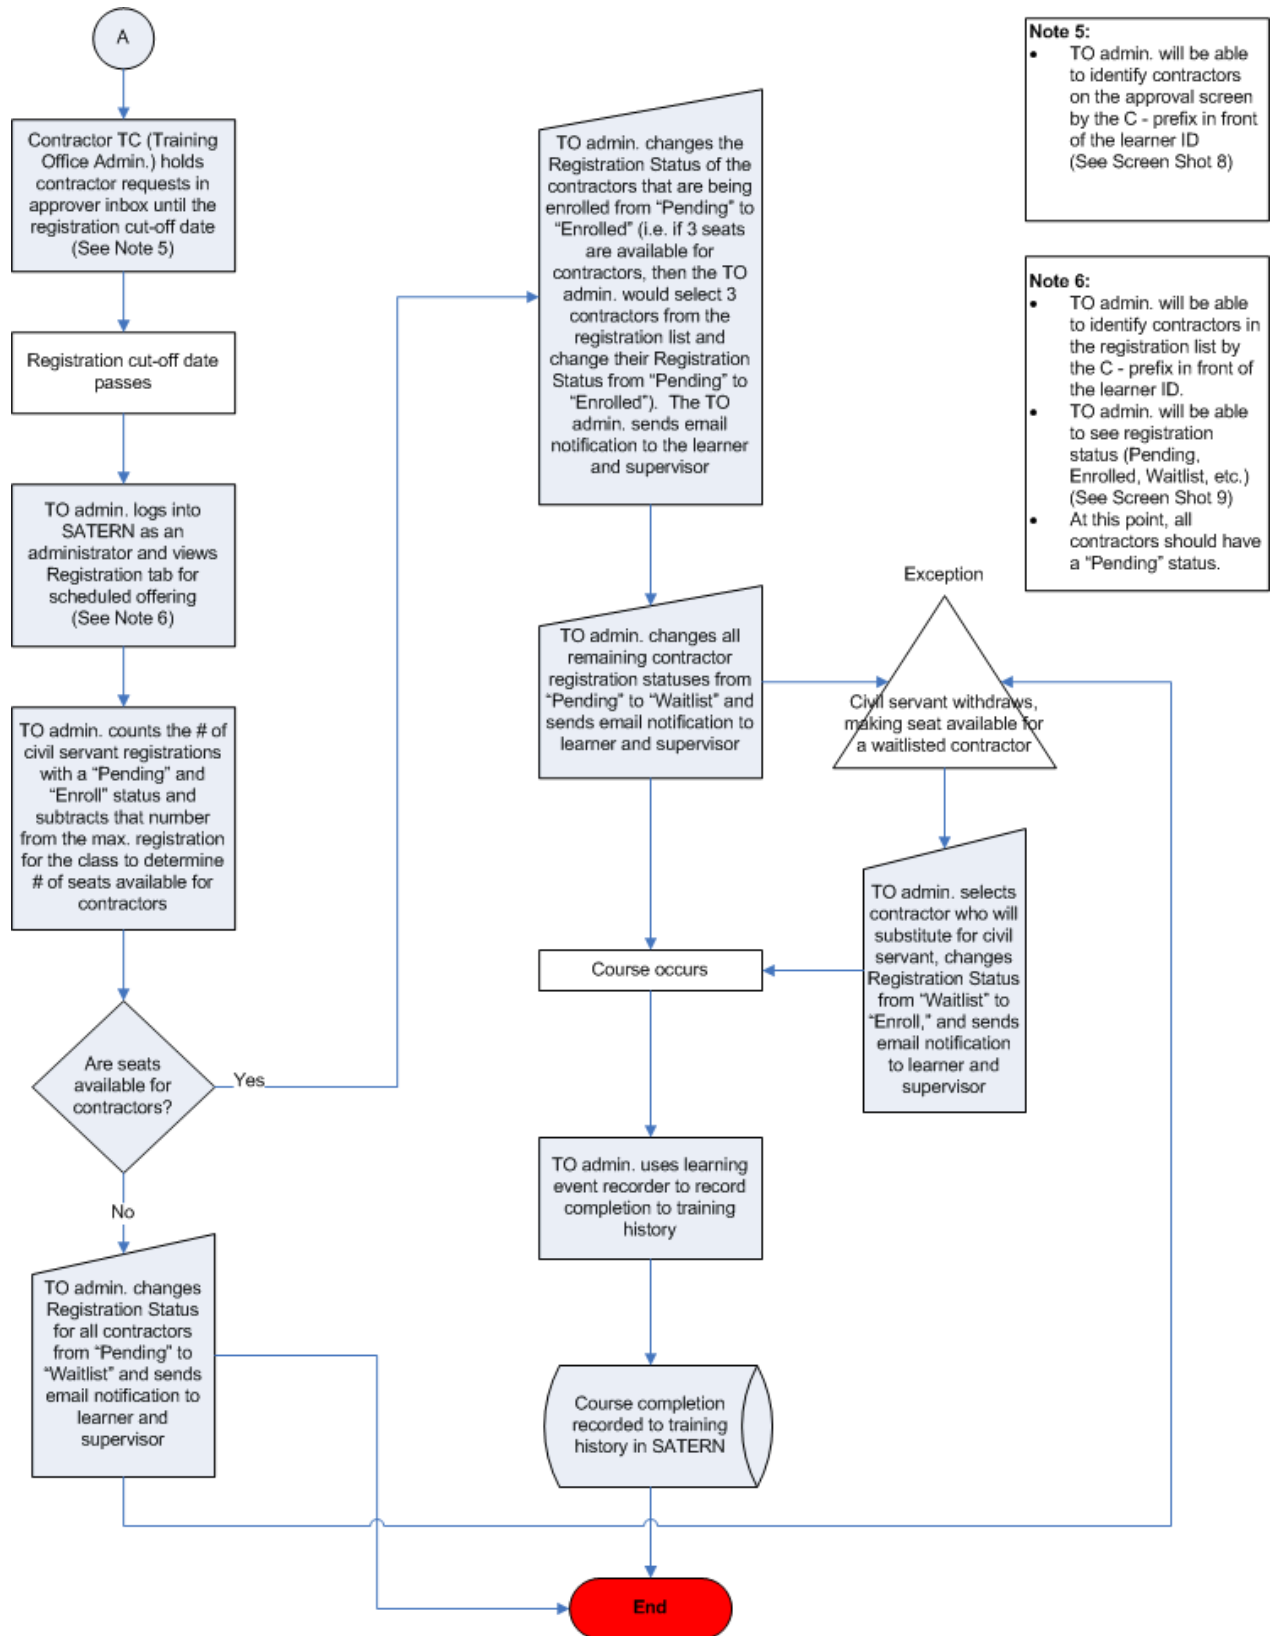 A
Contractor TC (Training
Office Admin.) holds
contractor requests in
approver inbox until the
registration cut-off date
(See Note 5)
Registration cut-off date
passes
TO admin. logs into
SATERN as an
administrator and views
Registration tab for
scheduled offering
(See Note 6)
TO admin. counts the # of
civil servant registrations
with a “Pending” and
“Enroll” status and
subtracts that number
from the max. registration
for the class to determine
# of seats available for
contractors
Are seats
available for
contractors?
Yes
No
TO admin. changes
Registration Status
for all contractors
from “Pending” to
“Waitlist” and sends
email notification to
learner and
supervisor
TO admin. changes the
Registration Status of the
contractors that are being
enrolled from “Pending” to
“Enrolled” (i.e. if 3 seats
are available for
contractors, then the TO
admin. would select 3
contractors from the
registration list and
change their Registration
Status from “Pending” to
“Enrolled”). The TO
admin. sends email
notification to the learner
and supervisor
TO admin. changes all
remaining contractor
registration statuses from
“Pending” to “Waitlist” and
sends email notification to
learner and supervisor
Exception
Civil servant withdraws,
making seat available for
a waitlisted contractor
TO admin. selects
contractor who will
substitute for civil
servant, changes
Registration Status
from “Waitlist” to
“Enroll,” and sends
email notification
to learner and
supervisor
Course occurs
TO admin. uses learning
event recorder to record
completion to training
history
Course completion
recorded to training
history in SATERN
End
Note 5:
• TO admin. will be able
to identify contractors
on the approval screen
by the C - prefix in front
of the learner ID
(See Screen Shot 8)
Note 6:
• TO admin. will be able
to identify contractors in
the registration list by
the C - prefix in front of
the learner ID.
• TO admin. will be able
to see registration
status (Pending,
Enrolled, Waitlist, etc.)
(See Screen Shot 9)
• At this point, all
contractors should have
a “Pending” status.